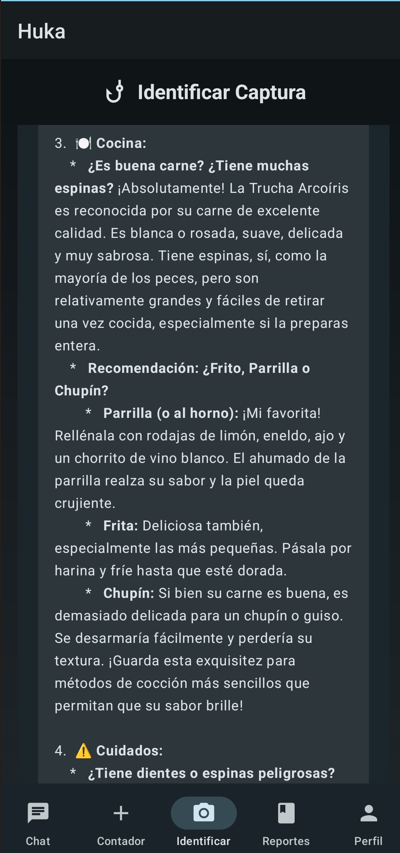 Huka
Identificar Captura
3. 🍽️ Cocina:
* ¿Es buena carne? ¿Tiene muchas
espinas? ¡Absolutamente! La Trucha Arcoíris
es reconocida por su carne de excelente
calidad. Es blanca o rosada, suave, delicada
y muy sabrosa. Tiene espinas, sí, como la
mayoría de los peces, pero son
relativamente grandes y fáciles de retirar
una vez cocida, especialmente si la preparas
entera.
* Recomendación: ¿Frito, Parrilla o
Chupín?
* Parrilla (o al horno): ¡Mi favorita!
Rellénala con rodajas de limón, eneldo, ajo y
un chorrito de vino blanco. El ahumado de la
parrilla realza su sabor y la piel queda
crujiente.
* Frita: Deliciosa también,
especialmente las más pequeñas. Pásala por
harina y fríe hasta que esté dorada.
* Chupín: Si bien su carne es buena, es
demasiado delicada para un chupín o guiso.
Se desarmaría fácilmente y perdería su
textura. ¡Guarda esta exquisitez para
métodos de cocción más sencillos que
permitan que su sabor brille!
4. ⚠️ Cuidados:
* ¿Tiene dientes o espinas peligrosas?
Chat
Contador
Identificar
Reportes
Perfil